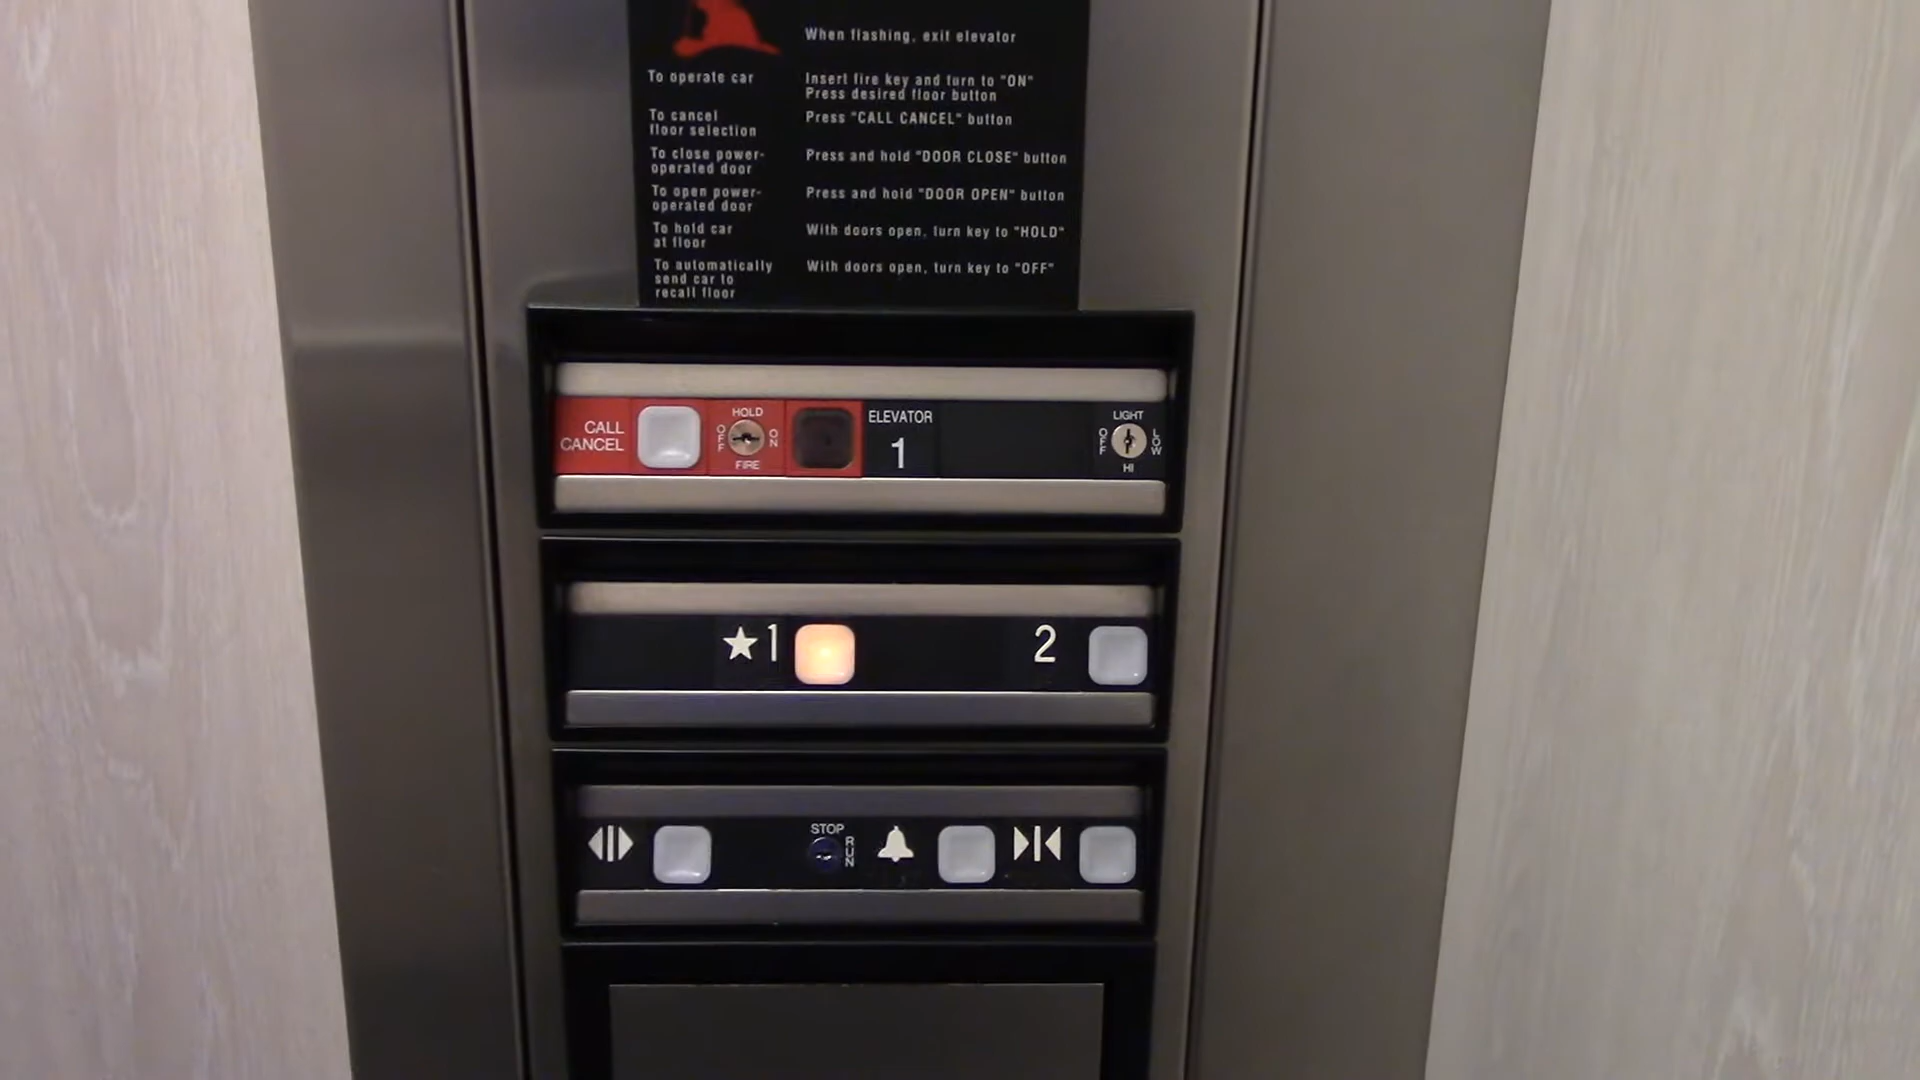 When flashing, exit elevator
To operate car
Insert fire key and turn to "ON"
Press desired floor button
To cancel
floor selection
Press "CALL CANCEL" button
To close power-
operated door
Press and hold "DOOR CLOSE" button
To open power-
operated door
Press and hold "DOOR OPEN" button
To hold car
at floor
With doors open, turn key to "HOLD"
To automatically
send car to
recall floor
With doors open, turn key to "OFF"
CALL
CANCEL
HOLD
OFF
ON
FIRE
ELEVATOR
1
LIGHT
OFF
LOW
HI
★1
2
STOP
RUN